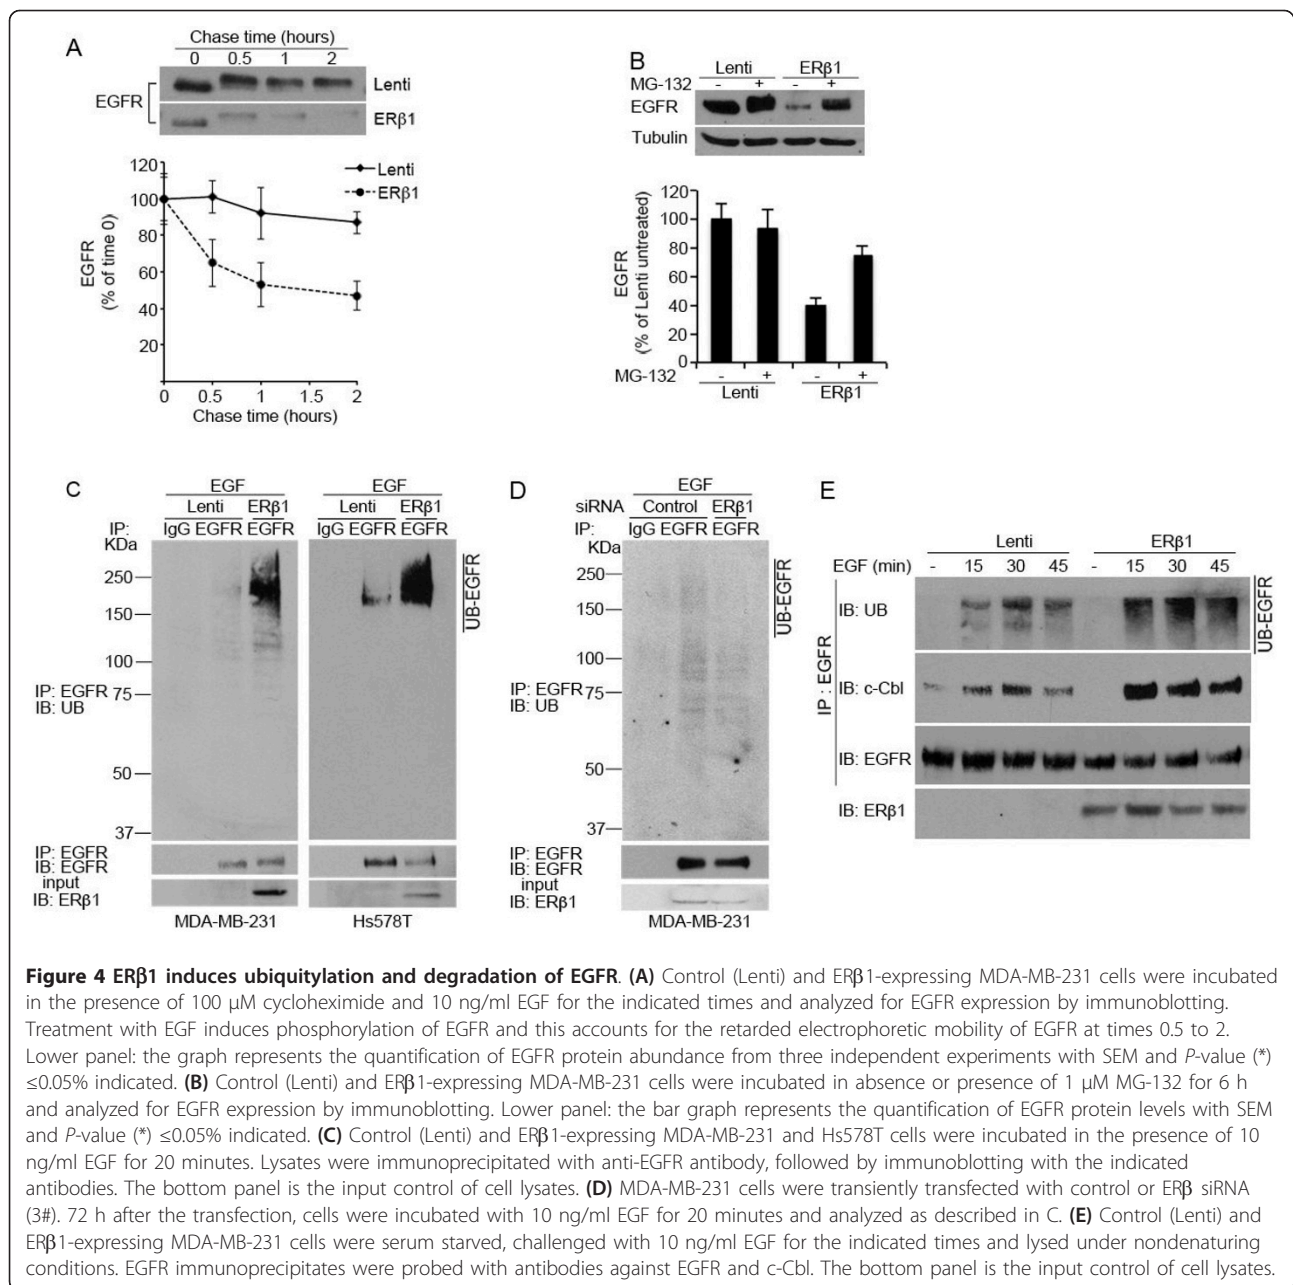 A
Chase time (hours)
0 0.5 1 2
EGFR
Lenti
ERβ1
120
100
80
60
40
20
EGFR
(% of time 0)
Lenti
ERβ1
0 0.5 1 1.5 2
Chase time (hours)
B
Lenti ERβ1
MG-132 - + - +
EGFR
Tubulin
120
100
80
60
40
20
0
EGFR
(% of Lenti untreated)
MG-132 - + - +
Lenti ERβ1
C
EGF EGF
Lenti ERβ1 Lenti ERβ1
IP: IgG EGFR EGFR IgG EGFR EGFR
KDa
250
150
100
75
50
37
UB-EGFR
IP: EGFR
IB: UB
IP: EGFR
IB: EGFR
input
IB: ERβ1
MDA-MB-231 Hs578T
D
EGF
siRNA Control ERβ1
IP: IgG EGFR EGFR
KDa
250
150
100
75
50
37
UB-EGFR
IP: EGFR
IB: UB
IP: EGFR
IB: EGFR
input
IB: ERβ1
MDA-MB-231
E
Lenti ERβ1
EGF (min) - 15 30 45 - 15 30 45
IP : EGFR
IB: UB
UB-EGFR
IB: c-Cbl
IB: EGFR
IB: ERβ1
Figure 4 ERβ1 induces ubiquitylation and degradation of EGFR. (A) Control (Lenti) and ERβ1-expressing MDA-MB-231 cells were incubated
in the presence of 100 μM cycloheximide and 10 ng/ml EGF for the indicated times and analyzed for EGFR expression by immunoblotting.
Treatment with EGF induces phosphorylation of EGFR and this accounts for the retarded electrophoretic mobility of EGFR at times 0.5 to 2.
Lower panel: the graph represents the quantification of EGFR protein abundance from three independent experiments with SEM and P-value (*)
≤0.05% indicated. (B) Control (Lenti) and ERβ1-expressing MDA-MB-231 cells were incubated in absence or presence of 1 μM MG-132 for 6 h
and analyzed for EGFR expression by immunoblotting. Lower panel: the bar graph represents the quantification of EGFR protein levels with SEM
and P-value (*) ≤0.05% indicated. (C) Control (Lenti) and ERβ1-expressing MDA-MB-231 and Hs578T cells were incubated in the presence of 10
ng/ml EGF for 20 minutes. Lysates were immunoprecipitated with anti-EGFR antibody, followed by immunoblotting with the indicated
antibodies. The bottom panel is the input control of cell lysates. (D) MDA-MB-231 cells were transiently transfected with control or ERβ siRNA
(3#). 72 h after the transfection, cells were incubated with 10 ng/ml EGF for 20 minutes and analyzed as described in C. (E) Control (Lenti) and
ERβ1-expressing MDA-MB-231 cells were serum starved, challenged with 10 ng/ml EGF for the indicated times and lysed under nondenaturing
conditions. EGFR immunoprecipitates were probed with antibodies against EGFR and c-Cbl. The bottom panel is the input control of cell lysates.